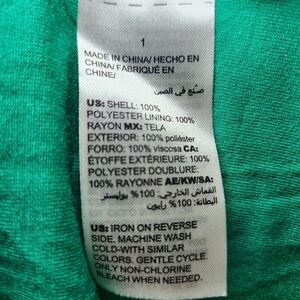 1
MADE IN CHINA/ HECHO EN
CHINA/ FABRIQUÉ EN
CHINE/
صنع في الصين
US: SHELL: 100%
POLYESTER LINING: 100%
RAYON MX: TELA
EXTERIOR: 100% poliéster
FORRO: 100% viscosa CA:
ÉTOFFE EXTÉRIEURE: 100%
POLYESTER DOUBLURE:
100% RAYONNE AE/KW/SA:
القماش الخارجي: 100% بوليستر
البطانة: 100% رايون
US: IRON ON REVERSE
SIDE. MACHINE WASH
COLD-WITH SIMILAR
COLORS. GENTLE CYCLE.
ONLY NON-CHLORINE
BLEACH WHEN NEEDED.